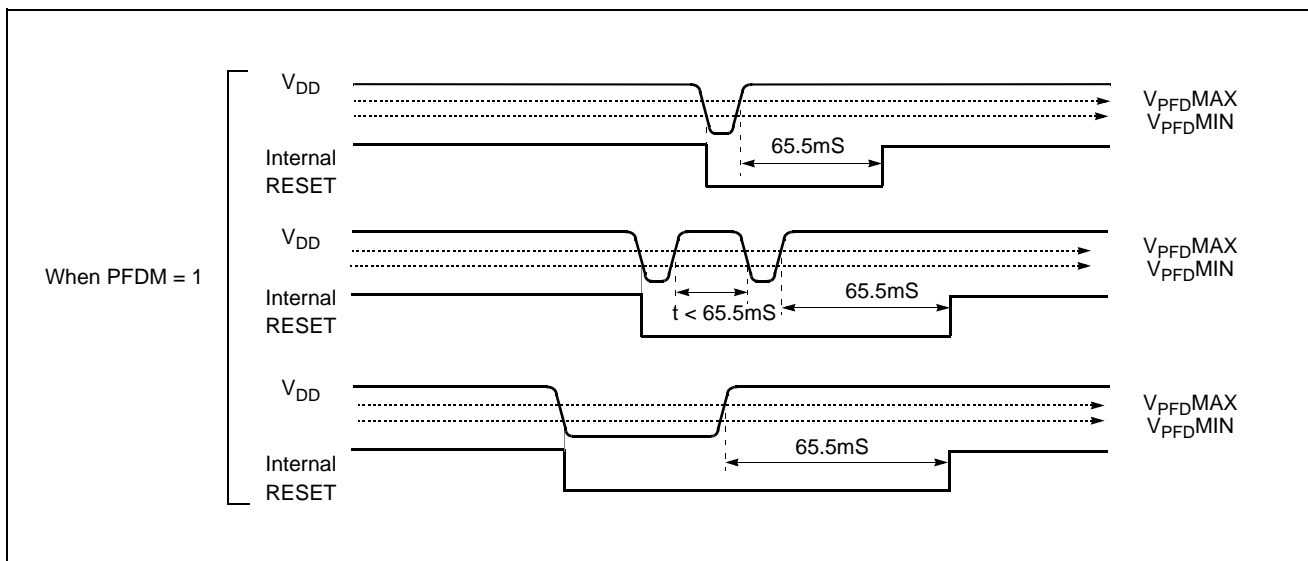 When PFDM = 1
VDD
VPFDMAX
VPFDMIN
Internal
RESET
65.5mS
VDD
VPFDMAX
VPFDMIN
Internal
RESET
t < 65.5mS
65.5mS
VDD
VPFDMAX
VPFDMIN
Internal
RESET
65.5mS